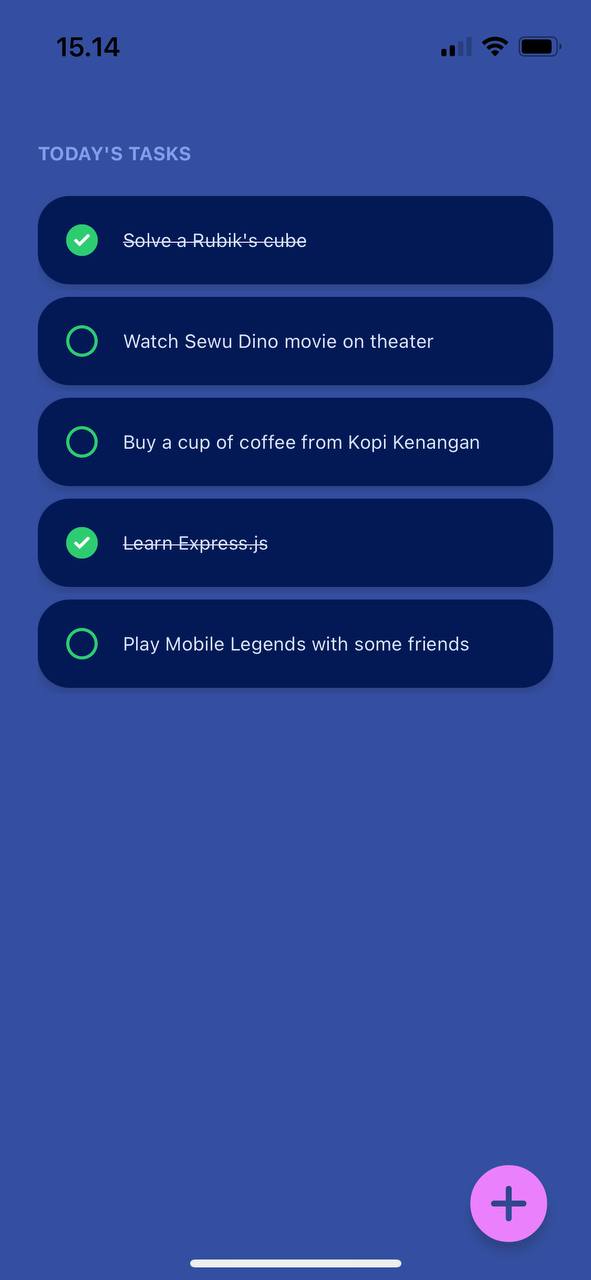 15.14
TODAY'S TASKS
Solve a Rubik's cube
Watch Sewu Dino movie on theater
Buy a cup of coffee from Kopi Kenangan
Learn Express.js
Play Mobile Legends with some friends